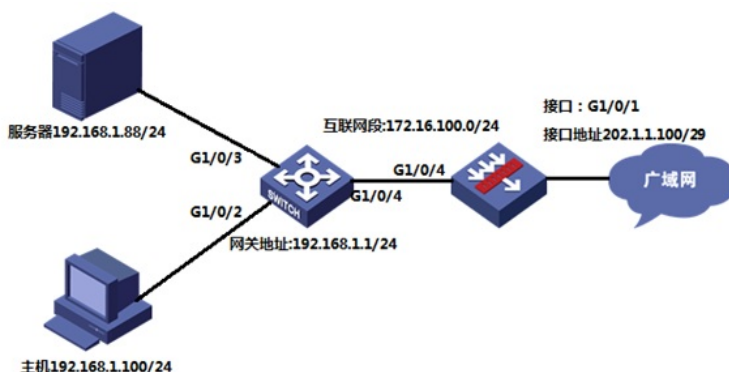 服务器192.168.1.88/24
G1/0/3
G1/0/2
SWITCH
网关地址:192.168.1.1/24
主机192.168.1.100/24
互联网段:172.16.100.0/24
G1/0/4
G1/0/4
接口：G1/0/1
接口地址202.1.1.100/29
广域网